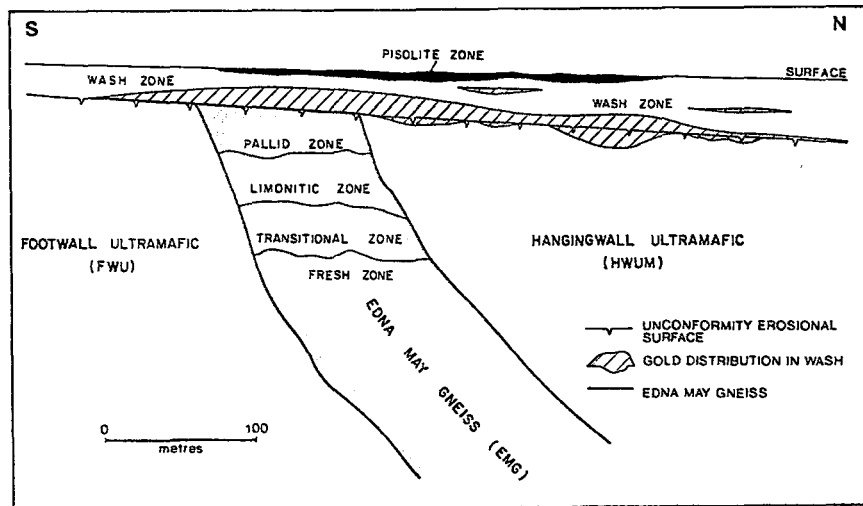 S
N
PISOLITE ZONE
SURFACE
WASH ZONE
WASH ZONE
PALLID ZONE
LIMONITIC ZONE
TRANSITIONAL ZONE
FRESH ZONE
FOOTWALL ULTRAMAFIC
(FWU)
HANGINGWALL ULTRAMAFIC
(HWUM)
EDNA MAY GNEISS (EMG)
UNCONFORMITY EROSIONAL
SURFACE
GOLD DISTRIBUTION IN WASH
EDNA MAY GNEISS
0 100
metres